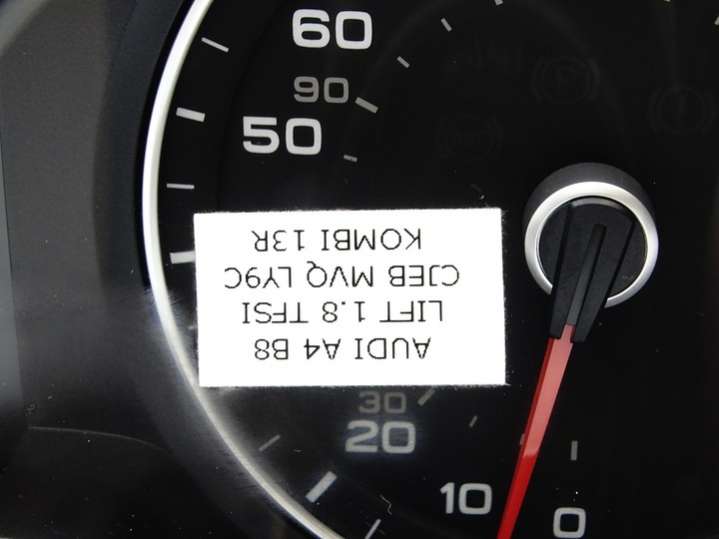 60
90
50
AUDI A4 B8
LIFT 1.8 TFSI
CJEB MVQ LY9C
KOMBI 13R
30
20
10
0